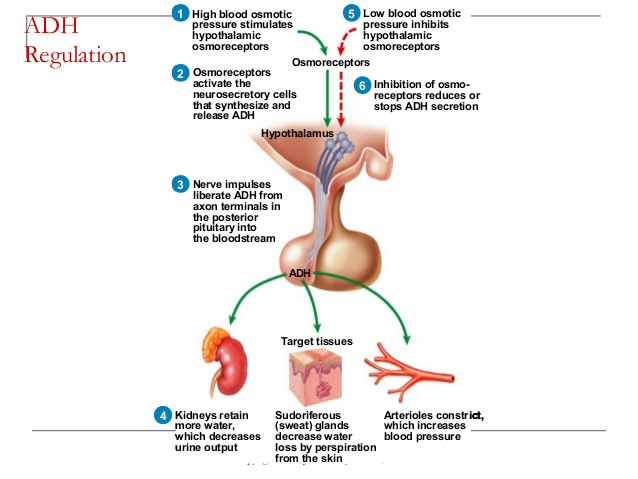 ADH
Regulation
1 High blood osmotic
pressure stimulates
hypothalamic
osmoreceptors
5 Low blood osmotic
pressure inhibits
hypothalamic
osmoreceptors
Osmoreceptors
2 Osmoreceptors
activate the
neurosecretory cells
that synthesize and
release ADH
6 Inhibition of osmo-
receptors reduces or
stops ADH secretion
Hypothalamus
3 Nerve impulses
liberate ADH from
axon terminals in
the posterior
pituitary into
the bloodstream
ADH
Target tissues
4 Kidneys retain
more water,
which decreases
urine output
Sudoriferous
(sweat) glands
decrease water
loss by perspiration
from the skin
Arterioles constrict,
which increases
blood pressure